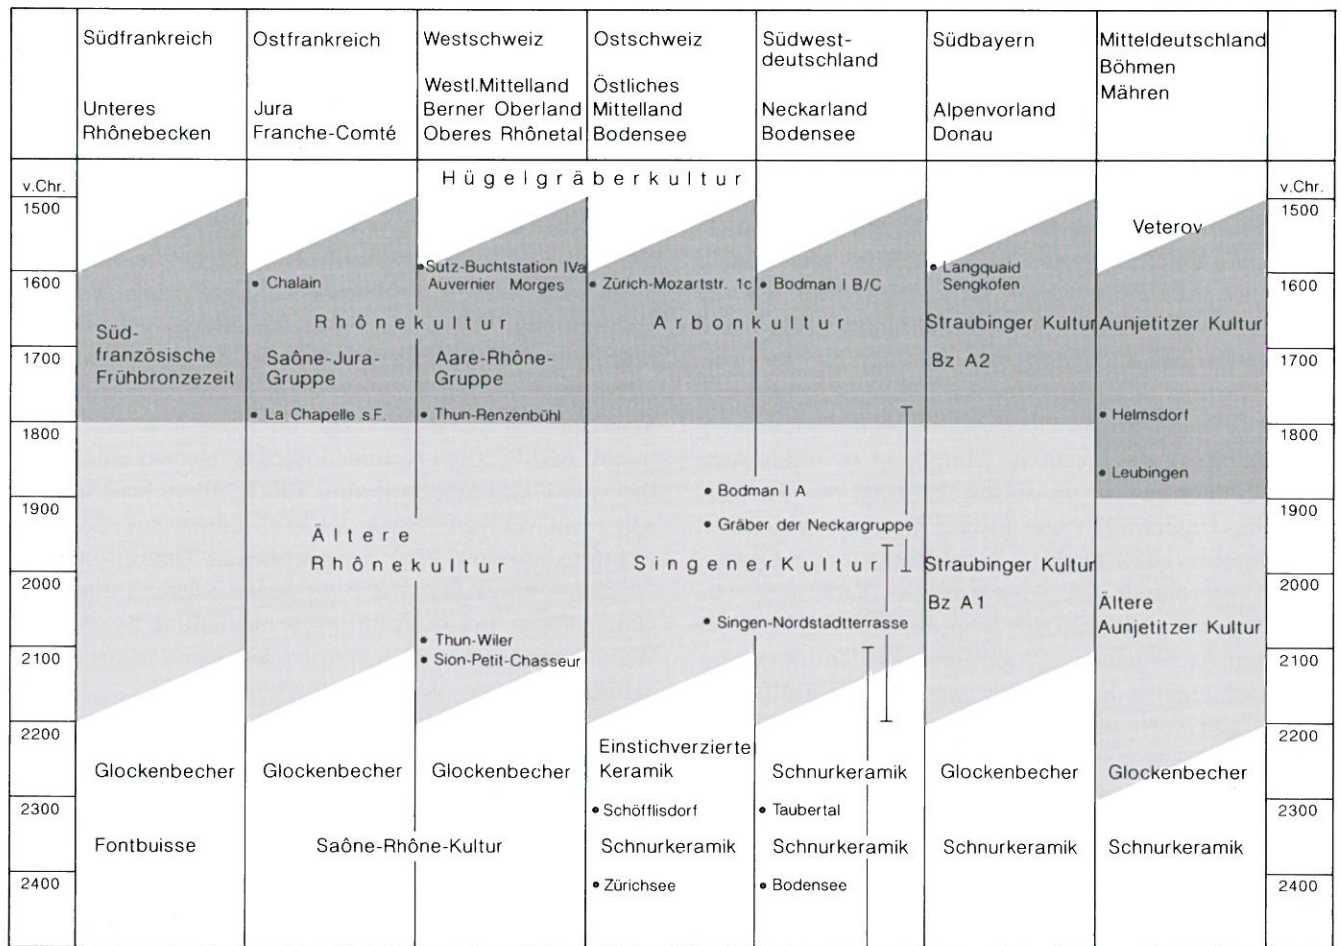 Südfrankreich
Unteres
Rhônebecken
Ostfrankreich
Jura
Franche-Comté
Westschweiz
Westl.Mittelland
Berner Oberland
Oberes Rhônetal
Ostschweiz
Östliches
Mittelland
Bodensee
Südwest-
deutschland
Neckarland
Bodensee
Südbayern
Alpenvorland
Donau
Mitteldeutschland
Böhmen
Mähren
v.Chr.
1500
1600
1700
1800
1900
2000
2100
2200
2300
2400
Hügelgräberkultur
Süd-
französische
Frühbronzezeit
Glockenbecher
Fontbuisse
• Chalain
Rhônekultur
Saône-Jura-
Gruppe
• La Chapelle s.F.
Ältere
Rhônekultur
Glockenbecher
Saône-Rhône-Kultur
• Sutz-Buchtstation IVa
Auvernier Morges
Aare-Rhône-
Gruppe
• Thun-Renzenbühl
• Thun-Wiler
• Sion-Petit-Chasseur
Glockenbecher
• Zürich-Mozartstr. 1c
Arbonkultur
• Bodman I A
• Gräber der Neckargruppe
Singener Kultur
• Singen-Nordstadtterrasse
Einstichverzierte
Keramik
• Schöfflisdorf
Schnurkeramik
• Zürichsee
• Bodman I B/C
Schnurkeramik
• Taubertal
Schnurkeramik
• Bodensee
• Langquaid
Sengkofen
Straubinger Kultur
Bz A2
Straubinger Kultur
Bz A1
Glockenbecher
Schnurkeramik
Veterov
Aunjetitzer Kultur
• Helmsdorf
• Leubingen
Ältere
Aunjetitzer Kultur
Glockenbecher
Schnurkeramik
v.Chr.
1500
1600
1700
1800
1900
2000
2100
2200
2300
2400